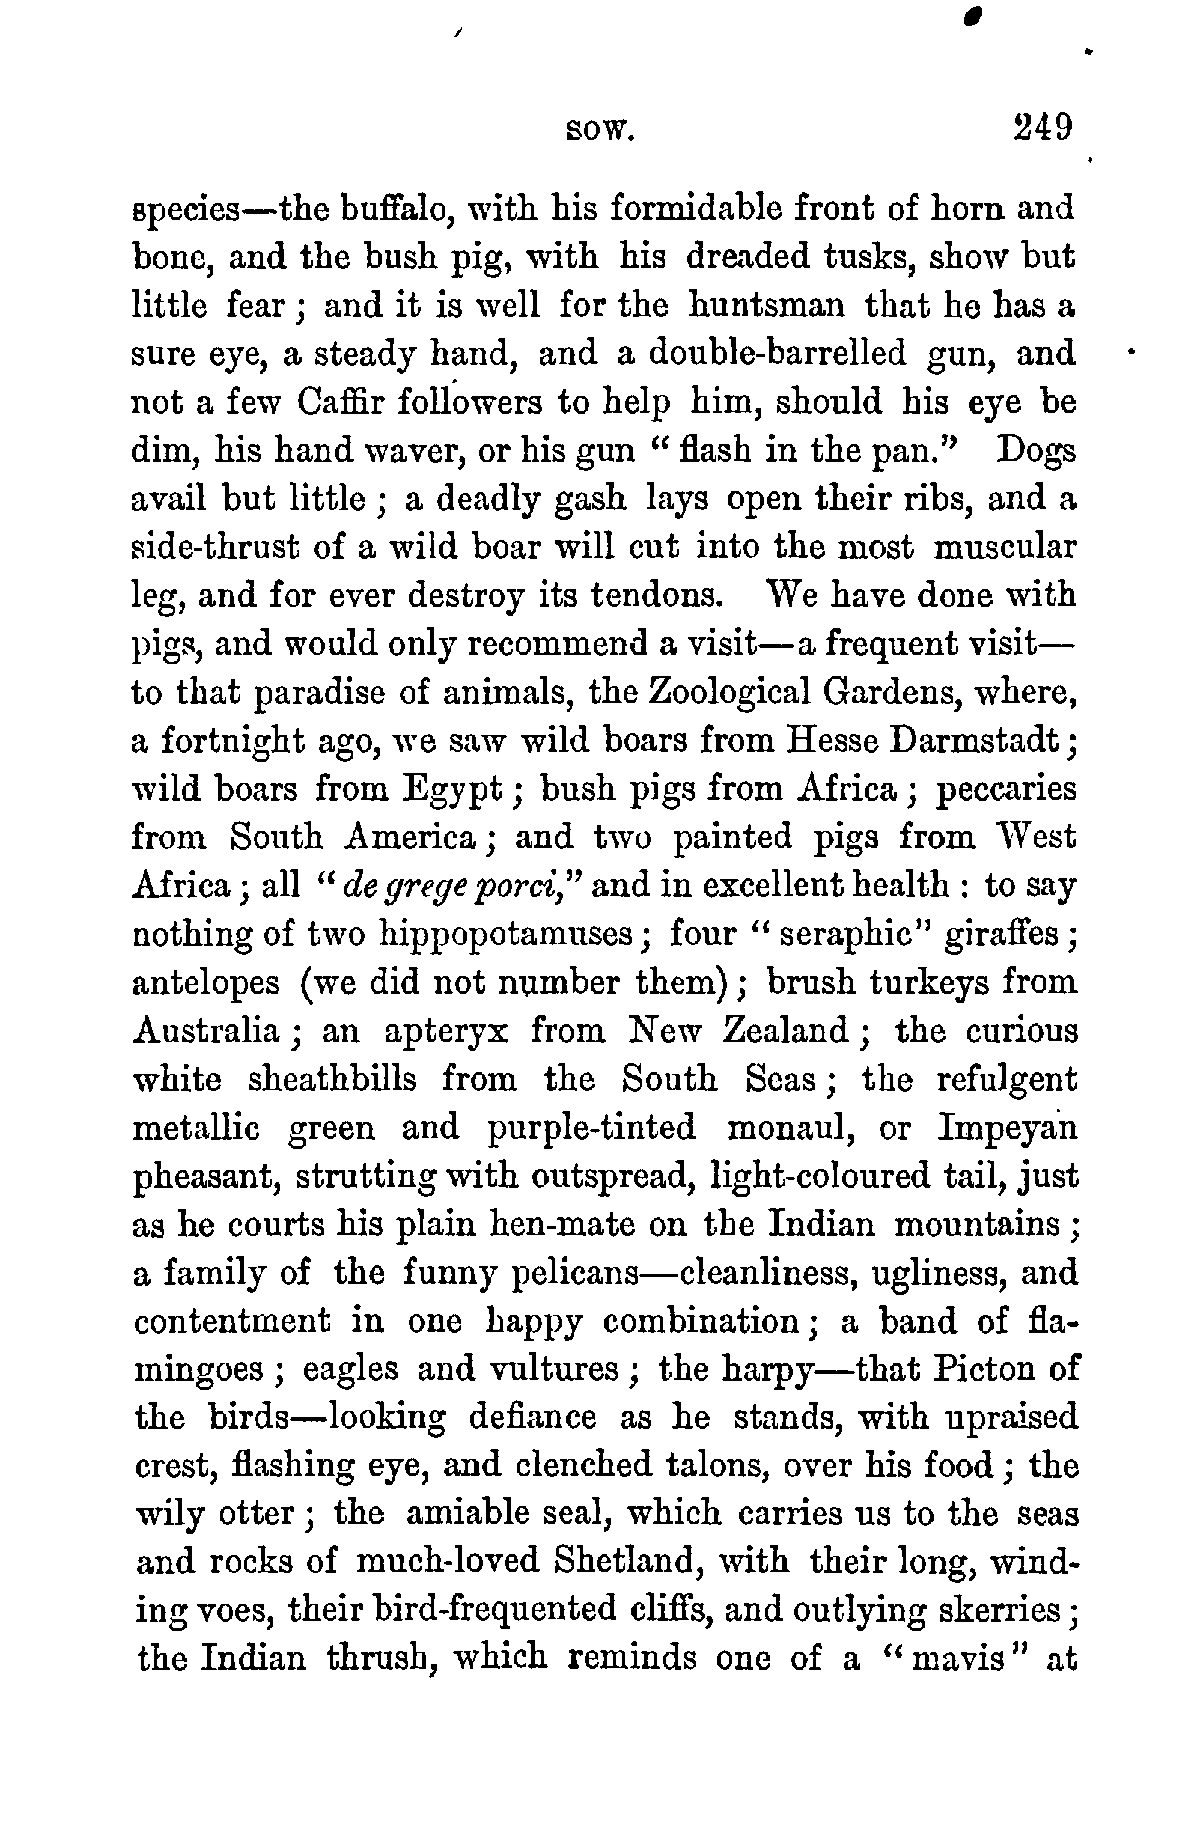 SOW. 249
species—the buffalo, with his formidable front of horn and
bone, and the bush pig, with his dreaded tusks, show but
little fear ; and it is well for the huntsman that he has a
sure eye, a steady hand, and a double-barrelled gun, and
not a few Caffir followers to help him, should his eye be
dim, his hand waver, or his gun " flash in the pan." Dogs
avail but little ; a deadly gash lays open their ribs, and a
side-thrust of a wild boar will cut into the most muscular
leg, and for ever destroy its tendons. We have done with
pigs, and would only recommend a visit—a frequent visit—
to that paradise of animals, the Zoological Gardens, where,
a fortnight ago, we saw wild boars from Hesse Darmstadt ;
wild boars from Egypt ; bush pigs from Africa ; peccaries
from South America ; and two painted pigs from West
Africa ; all " de grege porci," and in excellent health : to say
nothing of two hippopotamuses ; four " seraphic" giraffes ;
antelopes (we did not number them) ; brush turkeys from
Australia ; an apteryx from New Zealand ; the curious
white sheathbills from the South Seas ; the refulgent
metallic green and purple-tinted monaul, or Impeyan
pheasant, strutting with outspread, light-coloured tail, just
as he courts his plain hen-mate on the Indian mountains ;
a family of the funny pelicans—cleanliness, ugliness, and
contentment in one happy combination ; a band of fla-
mingoes ; eagles and vultures ; the harpy—that Picton of
the birds—looking defiance as he stands, with upraised
crest, flashing eye, and clenched talons, over his food ; the
wily otter ; the amiable seal, which carries us to the seas
and rocks of much-loved Shetland, with their long, wind-
ing voes, their bird-frequented cliffs, and outlying skerries ;
the Indian thrush, which reminds one of a " mavis" at